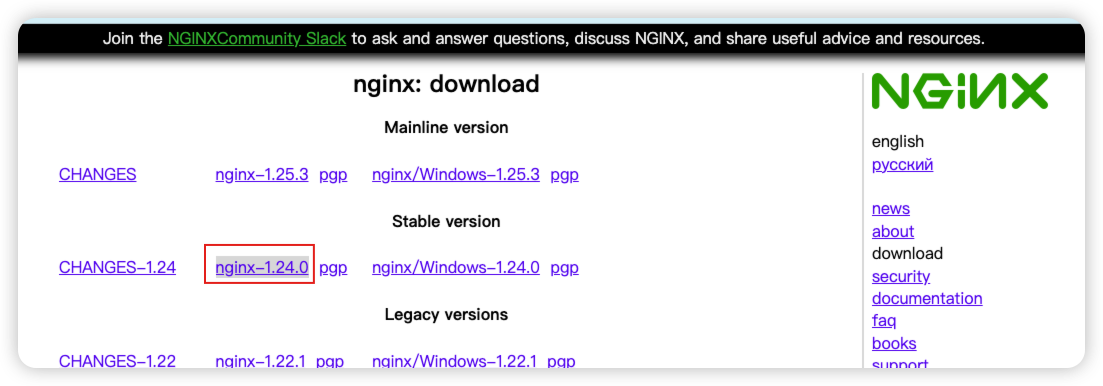 Join the NGINXCommunity Slack to ask and answer questions, discuss NGINX, and share useful advice and resources.
nginx: download
Mainline version
CHANGES nginx-1.25.3 pgp nginx/Windows-1.25.3 pgp
Stable version
CHANGES-1.24 nginx-1.24.0 pgp nginx/Windows-1.24.0 pgp
Legacy versions
CHANGES-1.22 nginx-1.22.1 pgp nginx/Windows-1.22.1 pgp
NGINX
english
русский
news
about
download
security
documentation
faq
books
support